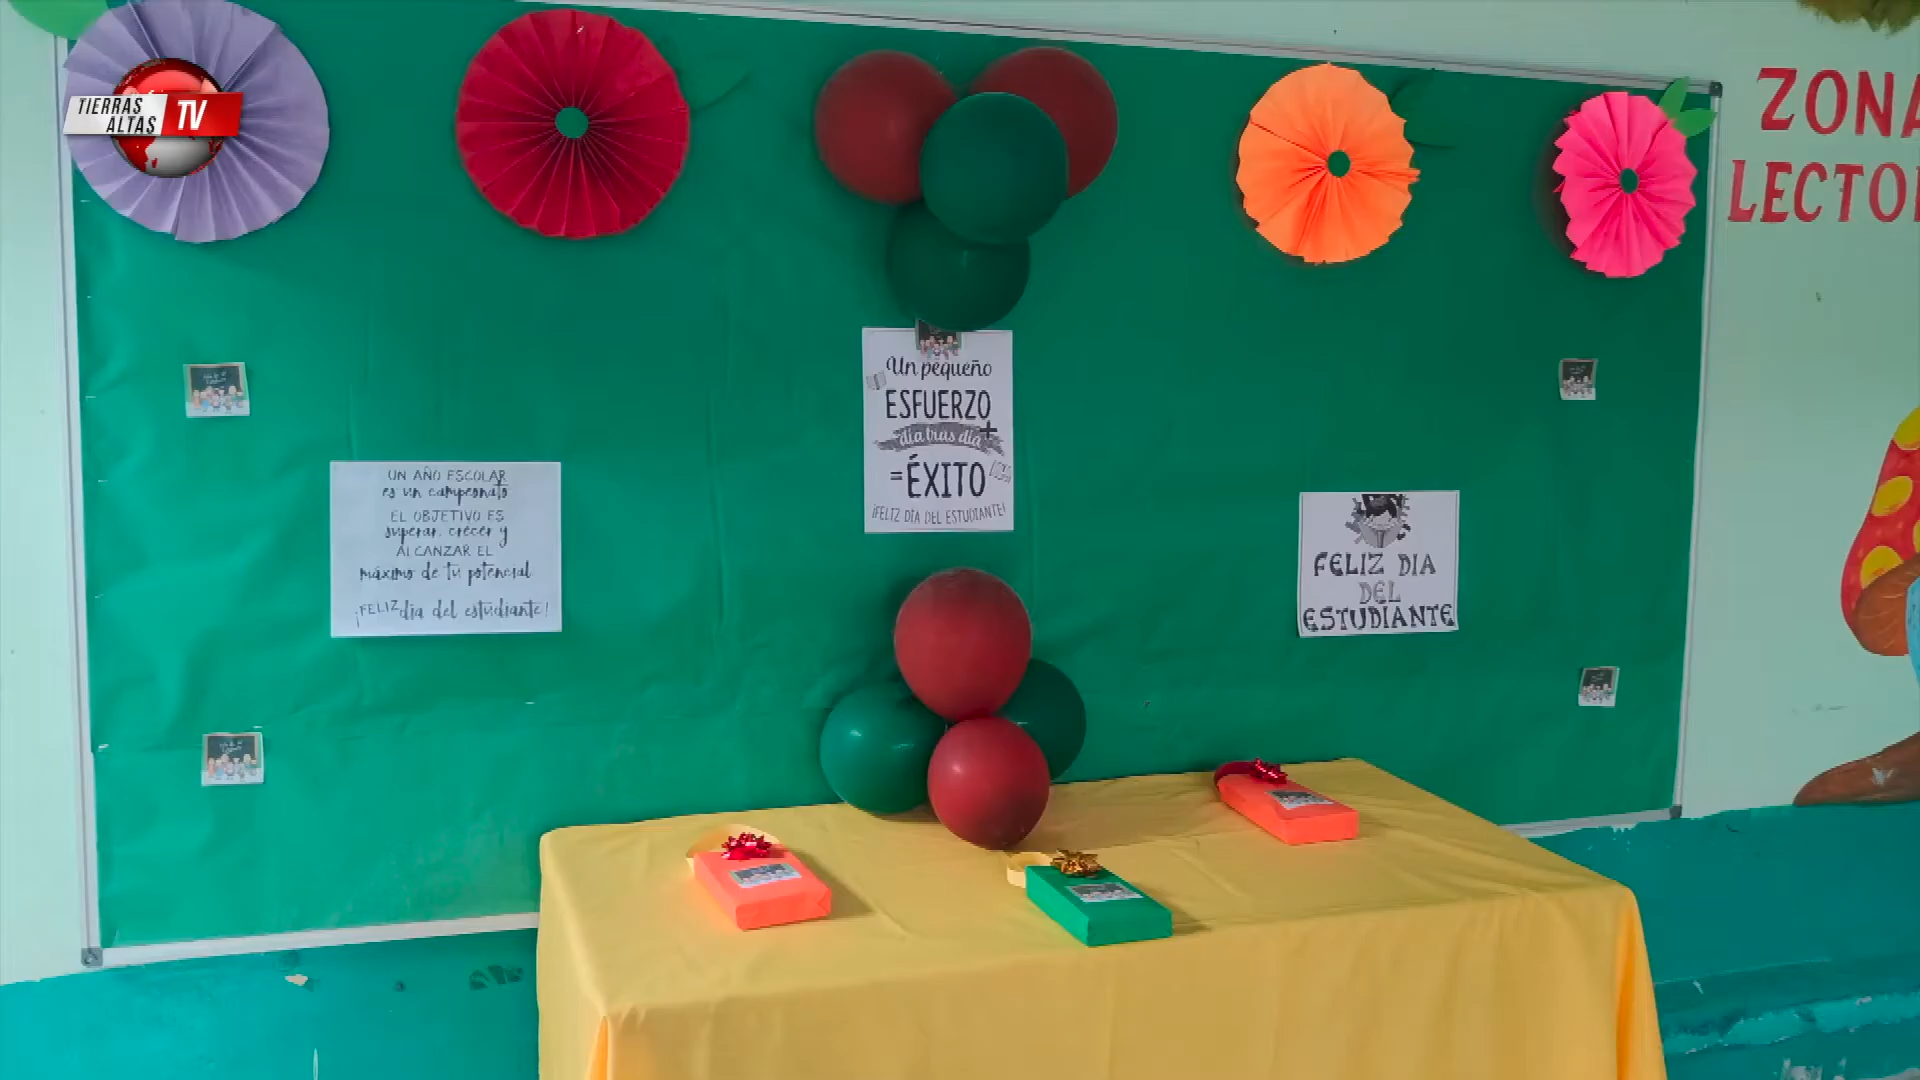 TIERRAS
ALTAS
TV
ZONA
LECTO
Un pequeño
ESFUERZO
día tras día
+
=ÉXITO
¡FELIZ DÍA DEL ESTUDIANTE!
UN AÑO ESCOLAR
es un campeonato
EL OBJETIVO ES
superar, crecer y
ALCANZAR EL
máximo de tu potencial
¡FELIZ día del estudiante!
FELIZ DIA
DEL
ESTUDIANTE